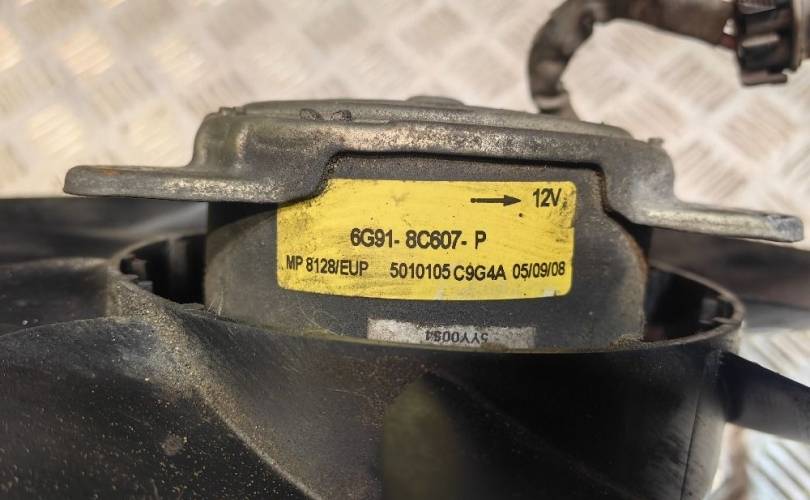 → 12V
6G91- 8C607- P
MP 8128/EUP 5010105 C9G4A 05/09/08